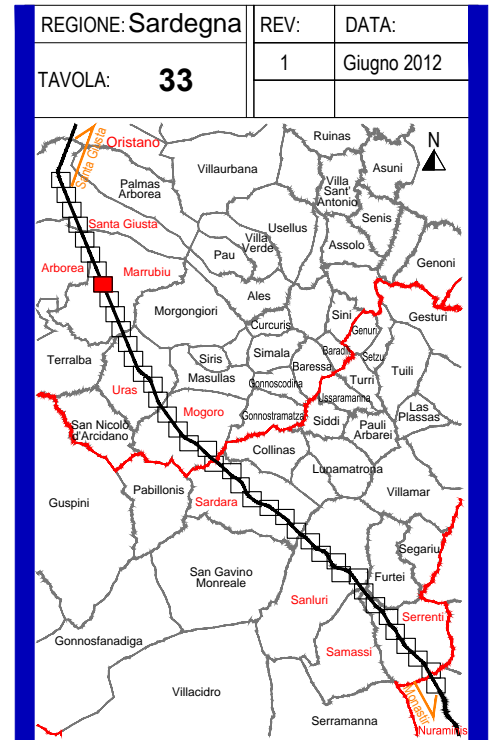 REGIONE: Sardegna
REV:
DATA:
TAVOLA: 33
1
Giugno 2012
N
Santa Giusta
Oristano
Ruinas
Villaurbana
Asuni
Palmas
Arborea
Villa
Sant'
Antonio
Santa Giusta
Usellus
Senis
Villa
Verde
Assolo
Pau
Genoni
Arborea
Marrubiu
Ales
Morgongiori
Sini
Gesturi
Curcuris
Genuri
Terralba
Siris
Simala
Baradili
Setzu
Baressa
Tuili
Masullas
Turri
Uras
Gonnoscodina
Ussaramanna
Mogoro
Gonnostramatza
Siddi
Las
Plassas
San Nicolò
d'Arcidano
Pauli
Arbarei
Collinas
Lunamatrona
Pabillonis
Villamar
Guspini
Sardara
Segariu
San Gavino
Monreale
Furtei
Sanluri
Serrenti
Gonnosfanadiga
Samassi
Villacidro
Monastir
Serramanna
Nuraminis